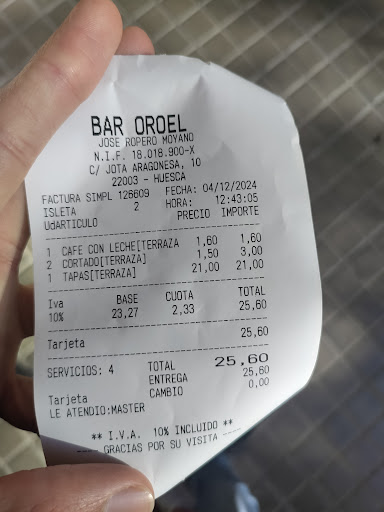 BAR OROEL
JOSE ROPERO MOYANO
N.I.F. 18.018.900-X
C/ JOTA ARAGONESA, 10
22003 - HUESCA
FACTURA SIMPL 126609 FECHA: 04/12/2024
ISLETA 2 HORA: 12:43:05
UdARTICULO PRECIO IMPORTE
1 CAFE CON LECHE[TERRAZA 1,60 1,60
2 CORTADO[TERRAZA] 1,50 3,00
1 TAPAS[TERRAZA] 21,00 21,00
Iva BASE CUOTA TOTAL
10% 23,27 2,33 25,60
Tarjeta 25,60
SERVICIOS: 4 TOTAL 25,60
ENTREGA 25,60
Tarjeta CAMBIO 0,00
LE ATENDIO:MASTER
** I.V.A. 10% INCLUIDO **
---- GRACIAS POR SU VISITA ----